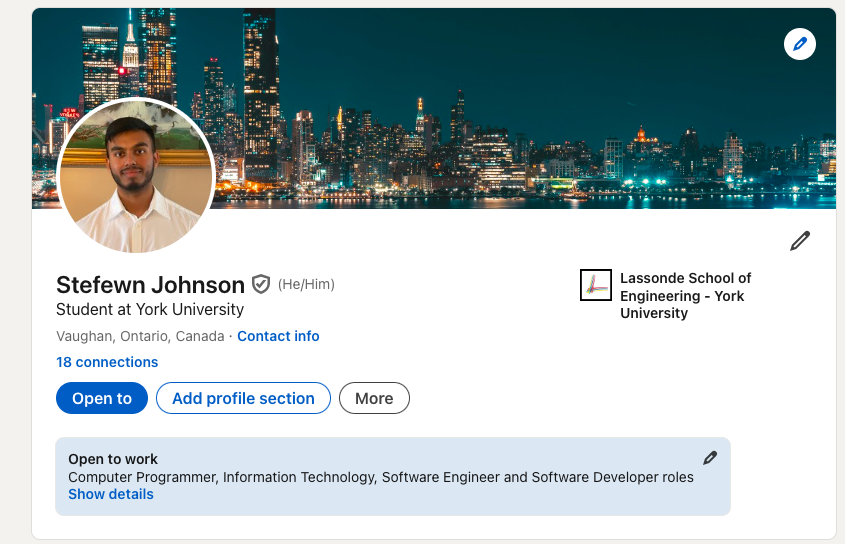 Stefewn Johnson (He/Him)
Student at York University
Vaughan, Ontario, Canada · Contact info
18 connections
Open to
Add profile section
More
Lassonde School of
Engineering - York
University
Open to work
Computer Programmer, Information Technology, Software Engineer and Software Developer roles
Show details